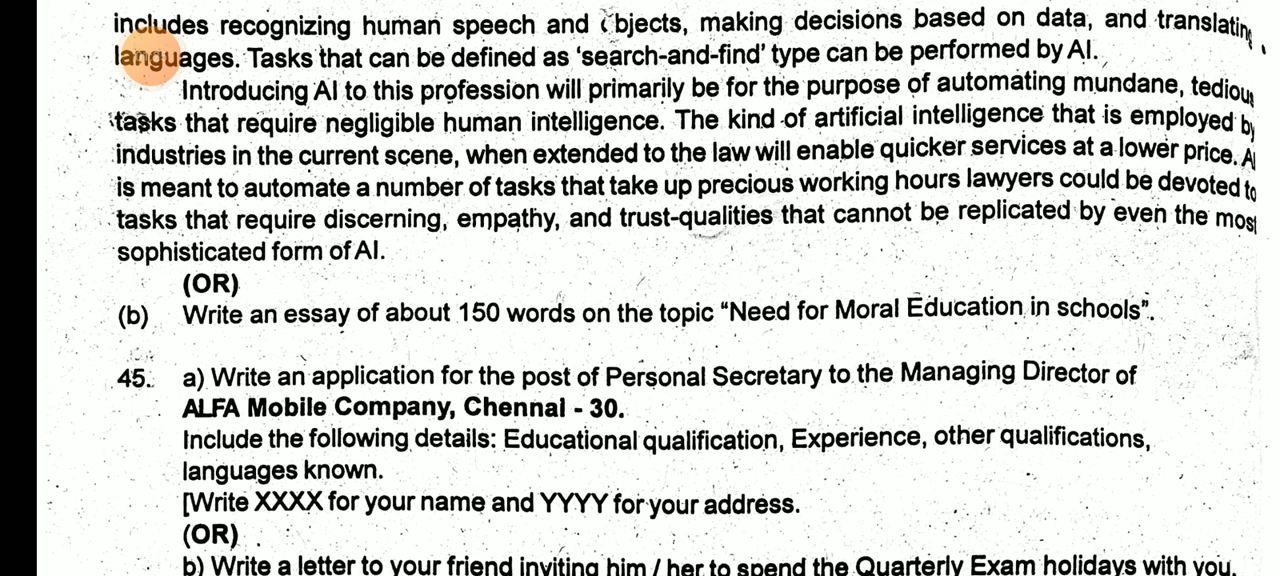 includes recognizing human speech and objects, making decisions based on data, and translating
languages. Tasks that can be defined as 'search-and-find' type can be performed by AI.
Introducing AI to this profession will primarily be for the purpose of automating mundane, tedious
tasks that require negligible human intelligence. The kind of artificial intelligence that is employed by
industries in the current scene, when extended to the law will enable quicker services at a lower price. AI
is meant to automate a number of tasks that take up precious working hours lawyers could be devoted to
tasks that require discerning, empathy, and trust-qualities that cannot be replicated by even the most
sophisticated form of AI.
(OR)
(b) Write an essay of about 150 words on the topic “Need for Moral Education in schools”.
45. a) Write an application for the post of Personal Secretary to the Managing Director of
ALFA Mobile Company, Chennai - 30.
Include the following details: Educational qualification, Experience, other qualifications,
languages known.
[Write XXXX for your name and YYYY for your address.
(OR)
b) Write a letter to your friend inviting him / her to spend the Quarterly Exam holidays with you.